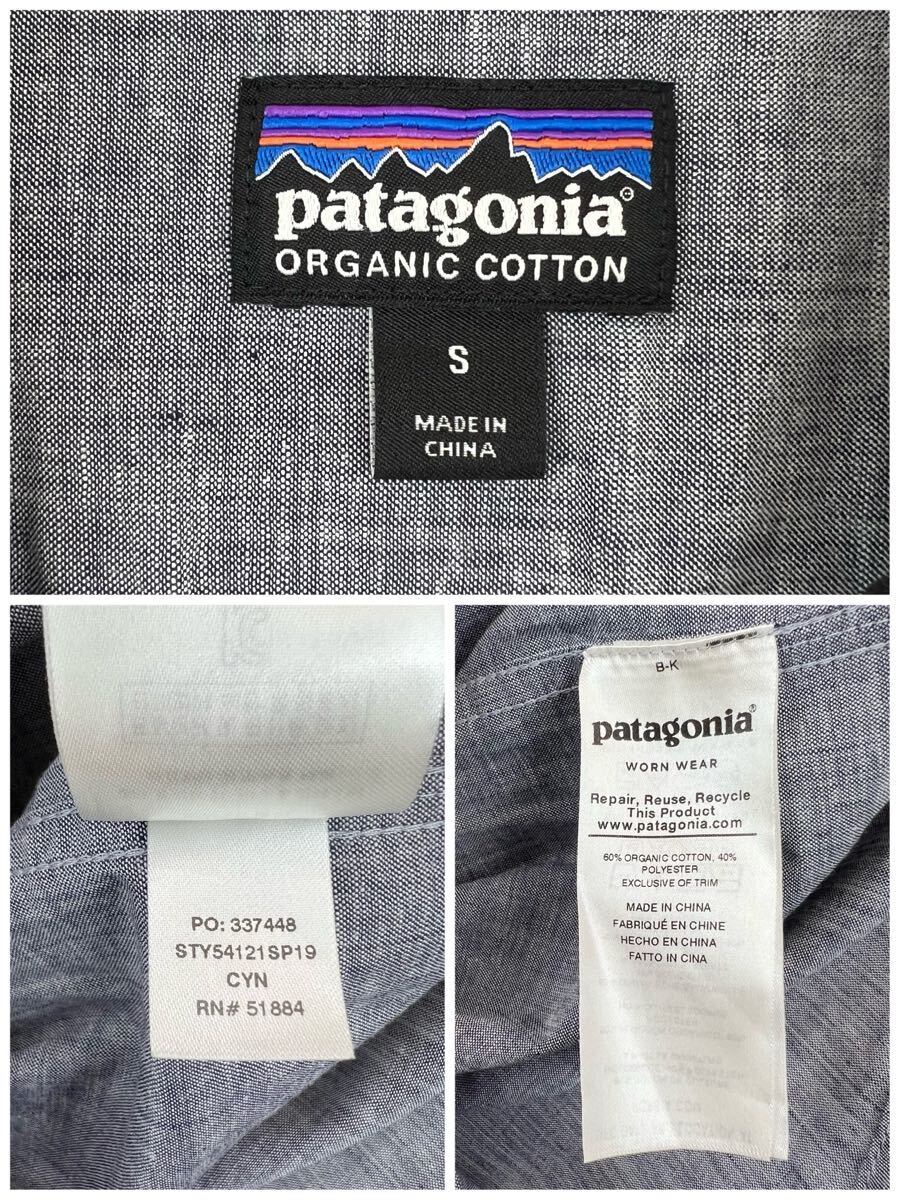 patagonia®
ORGANIC COTTON
S
MADE IN
CHINA
PO: 337448
STY54121SP19
CYN
RN# 51884
B-K
patagonia®
WORN WEAR
Repair, Reuse, Recycle
This Product
www.patagonia.com
60% ORGANIC COTTON, 40%
POLYESTER
EXCLUSIVE OF TRIM
MADE IN CHINA
FABRIQUÉ EN CHINE
HECHO EN CHINA
FATTO IN CINA